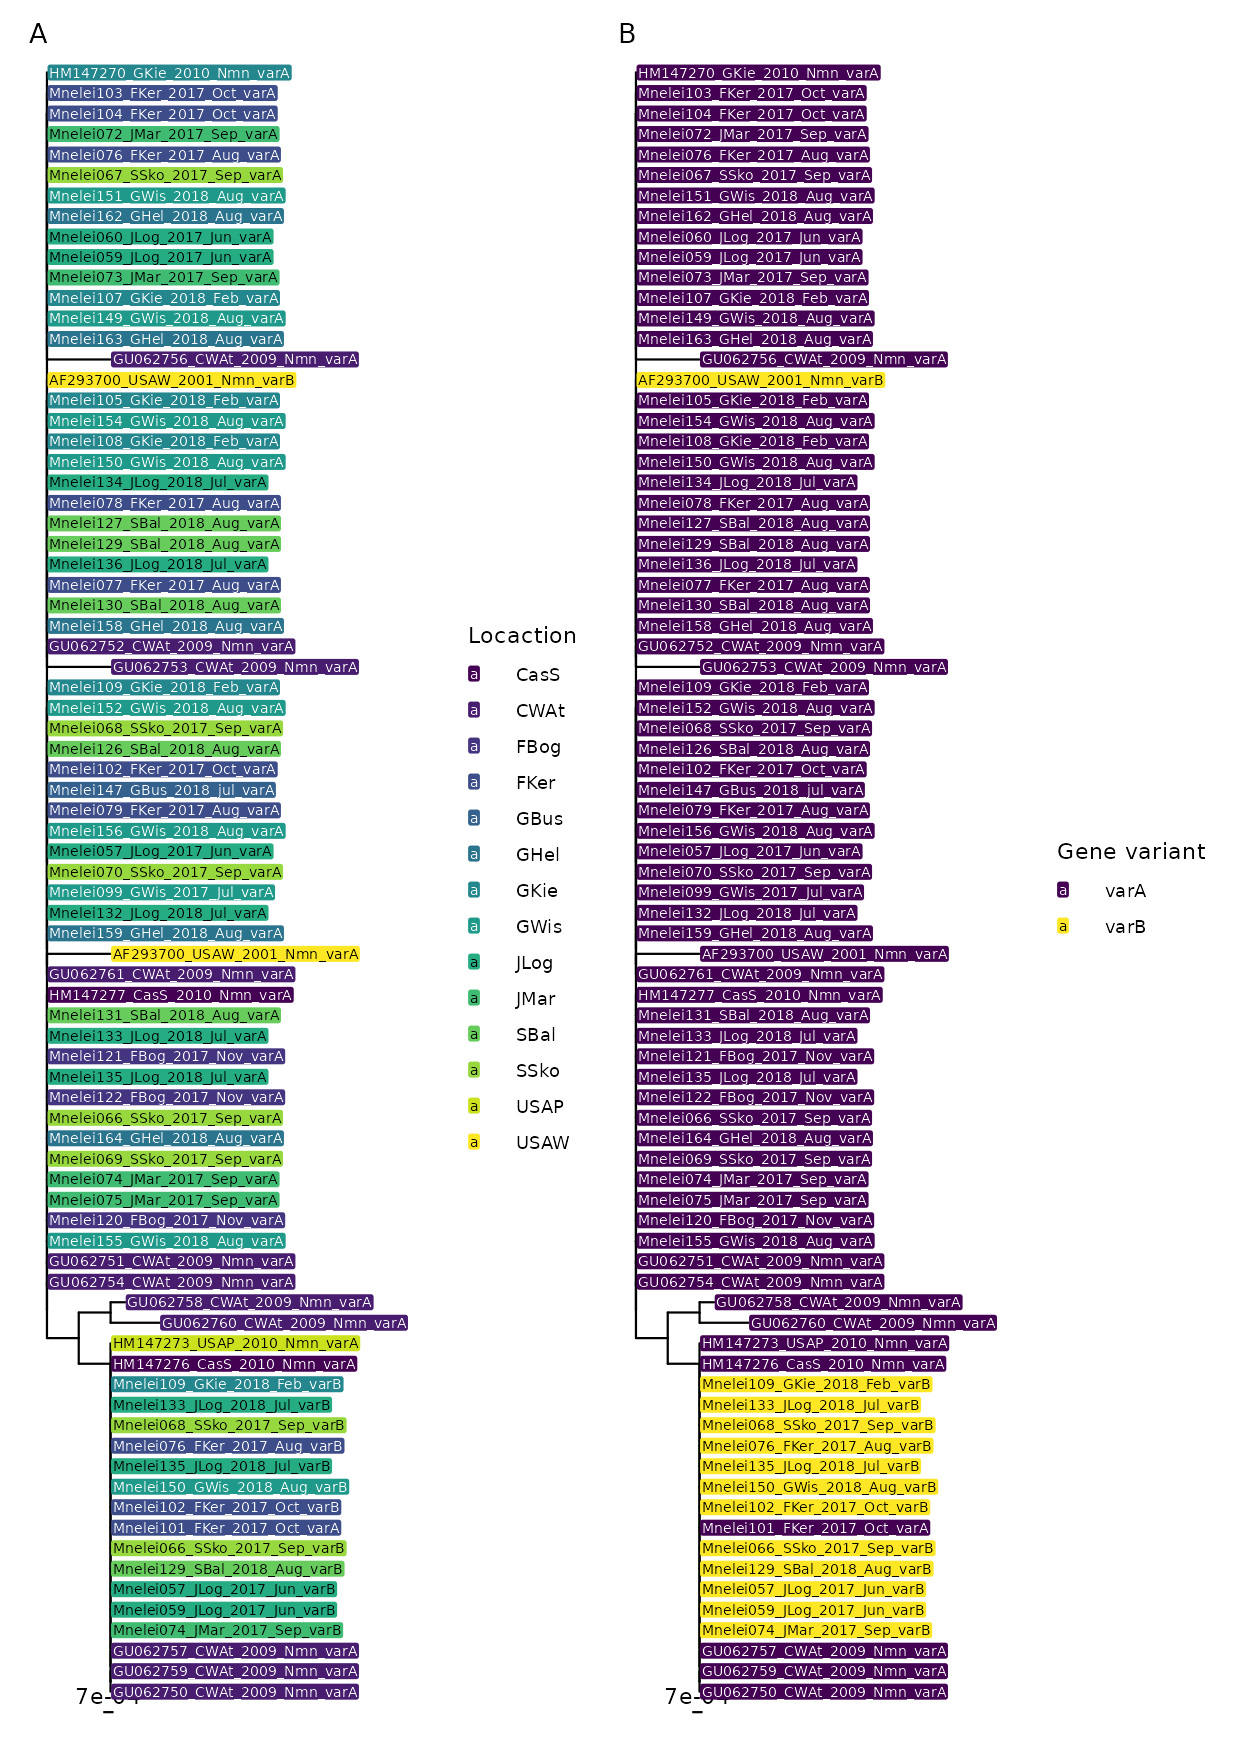 A
HM147270_GKie_2010_Nmn_varA
Mnelei103_FKer_2017_Oct_varA
Mnelei104_FKer_2017_Oct_varA
Mnelei072_JMar_2017_Sep_varA
Mnelei076_FKer_2017_Aug_varA
Mnelei067_SSko_2017_Sep_varA
Mnelei151_GWis_2018_Aug_varA
Mnelei162_GHel_2018_Aug_varA
Mnelei060_JLog_2017_Jun_varA
Mnelei059_JLog_2017_Jun_varA
Mnelei073_JMar_2017_Sep_varA
Mnelei107_GKie_2018_Feb_varA
Mnelei149_GWis_2018_Aug_varA
Mnelei163_GHel_2018_Aug_varA
GU062756_CWAt_2009_Nmn_varA
AF293700_USAW_2001_Nmn_varB
Mnelei105_GKie_2018_Feb_varA
Mnelei154_GWis_2018_Aug_varA
Mnelei108_GKie_2018_Feb_varA
Mnelei150_GWis_2018_Aug_varA
Mnelei134_JLog_2018_Jul_varA
Mnelei078_FKer_2017_Aug_varA
Mnelei127_SBal_2018_Aug_varA
Mnelei129_SBal_2018_Aug_varA
Mnelei136_JLog_2018_Jul_varA
Mnelei077_FKer_2017_Aug_varA
Mnelei130_SBal_2018_Aug_varA
Mnelei158_GHel_2018_Aug_varA
GU062752_CWAt_2009_Nmn_varA
GU062753_CWAt_2009_Nmn_varA
Mnelei109_GKie_2018_Feb_varA
Mnelei152_GWis_2018_Aug_varA
Mnelei068_SSko_2017_Sep_varA
Mnelei126_SBal_2018_Aug_varA
Mnelei102_FKer_2017_Oct_varA
Mnelei147_GBus_2018_jul_varA
Mnelei079_FKer_2017_Aug_varA
Mnelei156_GWis_2018_Aug_varA
Mnelei057_JLog_2017_Jun_varA
Mnelei070_SSko_2017_Sep_varA
Mnelei099_GWis_2017_Jul_varA
Mnelei132_JLog_2018_Jul_varA
Mnelei159_GHel_2018_Aug_varA
AF293700_USAW_2001_Nmn_varA
GU062761_CWAt_2009_Nmn_varA
HM147277_CasS_2010_Nmn_varA
Mnelei131_SBal_2018_Aug_varA
Mnelei133_JLog_2018_Jul_varA
Mnelei121_FBog_2017_Nov_varA
Mnelei135_JLog_2018_Jul_varA
Mnelei122_FBog_2017_Nov_varA
Mnelei066_SSko_2017_Sep_varA
Mnelei164_GHel_2018_Aug_varA
Mnelei069_SSko_2017_Sep_varA
Mnelei074_JMar_2017_Sep_varA
Mnelei075_JMar_2017_Sep_varA
Mnelei120_FBog_2017_Nov_varA
Mnelei155_GWis_2018_Aug_varA
GU062751_CWAt_2009_Nmn_varA
GU062754_CWAt_2009_Nmn_varA
GU062758_CWAt_2009_Nmn_varA
GU062760_CWAt_2009_Nmn_varA
HM147273_USAP_2010_Nmn_varA
HM147276_CasS_2010_Nmn_varA
Mnelei109_GKie_2018_Feb_varB
Mnelei133_JLog_2018_Jul_varB
Mnelei068_SSko_2017_Sep_varB
Mnelei076_FKer_2017_Aug_varB
Mnelei135_JLog_2018_Jul_varB
Mnelei150_GWis_2018_Aug_varB
Mnelei102_FKer_2017_Oct_varB
Mnelei101_FKer_2017_Oct_varA
Mnelei066_SSko_2017_Sep_varB
Mnelei129_SBal_2018_Aug_varB
Mnelei057_JLog_2017_Jun_varB
Mnelei059_JLog_2017_Jun_varB
Mnelei074_JMar_2017_Sep_varB
GU062757_CWAt_2009_Nmn_varA
GU062759_CWAt_2009_Nmn_varA
GU062750_CWAt_2009_Nmn_varA
Locaction
a CasS
a CWAt
a FBog
a FKer
a GBus
a GHel
a GKie
a GWis
a JLog
a JMar
a SBal
a SSko
a USAP
a USAW
B
HM147270_GKie_2010_Nmn_varA
Mnelei103_FKer_2017_Oct_varA
Mnelei104_FKer_2017_Oct_varA
Mnelei072_JMar_2017_Sep_varA
Mnelei076_FKer_2017_Aug_varA
Mnelei067_SSko_2017_Sep_varA
Mnelei151_GWis_2018_Aug_varA
Mnelei162_GHel_2018_Aug_varA
Mnelei060_JLog_2017_Jun_varA
Mnelei059_JLog_2017_Jun_varA
Mnelei073_JMar_2017_Sep_varA
Mnelei107_GKie_2018_Feb_varA
Mnelei149_GWis_2018_Aug_varA
Mnelei163_GHel_2018_Aug_varA
GU062756_CWAt_2009_Nmn_varA
AF293700_USAW_2001_Nmn_varB
Mnelei105_GKie_2018_Feb_varA
Mnelei154_GWis_2018_Aug_varA
Mnelei108_GKie_2018_Feb_varA
Mnelei150_GWis_2018_Aug_varA
Mnelei134_JLog_2018_Jul_varA
Mnelei078_FKer_2017_Aug_varA
Mnelei127_SBal_2018_Aug_varA
Mnelei129_SBal_2018_Aug_varA
Mnelei136_JLog_2018_Jul_varA
Mnelei077_FKer_2017_Aug_varA
Mnelei130_SBal_2018_Aug_varA
Mnelei158_GHel_2018_Aug_varA
GU062752_CWAt_2009_Nmn_varA
GU062753_CWAt_2009_Nmn_varA
Mnelei109_GKie_2018_Feb_varA
Mnelei152_GWis_2018_Aug_varA
Mnelei068_SSko_2017_Sep_varA
Mnelei126_SBal_2018_Aug_varA
Mnelei102_FKer_2017_Oct_varA
Mnelei147_GBus_2018_jul_varA
Mnelei079_FKer_2017_Aug_varA
Mnelei156_GWis_2018_Aug_varA
Mnelei057_JLog_2017_Jun_varA
Mnelei070_SSko_2017_Sep_varA
Mnelei099_GWis_2017_Jul_varA
Mnelei132_JLog_2018_Jul_varA
Mnelei159_GHel_2018_Aug_varA
AF293700_USAW_2001_Nmn_varA
GU062761_CWAt_2009_Nmn_varA
HM147277_CasS_2010_Nmn_varA
Mnelei131_SBal_2018_Aug_varA
Mnelei133_JLog_2018_Jul_varA
Mnelei121_FBog_2017_Nov_varA
Mnelei135_JLog_2018_Jul_varA
Mnelei122_FBog_2017_Nov_varA
Mnelei066_SSko_2017_Sep_varA
Mnelei164_GHel_2018_Aug_varA
Mnelei069_SSko_2017_Sep_varA
Mnelei074_JMar_2017_Sep_varA
Mnelei075_JMar_2017_Sep_varA
Mnelei120_FBog_2017_Nov_varA
Mnelei155_GWis_2018_Aug_varA
GU062751_CWAt_2009_Nmn_varA
GU062754_CWAt_2009_Nmn_varA
GU062758_CWAt_2009_Nmn_varA
GU062760_CWAt_2009_Nmn_varA
HM147273_USAP_2010_Nmn_varA
HM147276_CasS_2010_Nmn_varA
Mnelei109_GKie_2018_Feb_varB
Mnelei133_JLog_2018_Jul_varB
Mnelei068_SSko_2017_Sep_varB
Mnelei076_FKer_2017_Aug_varB
Mnelei135_JLog_2018_Jul_varB
Mnelei150_GWis_2018_Aug_varB
Mnelei102_FKer_2017_Oct_varB
Mnelei101_FKer_2017_Oct_varA
Mnelei066_SSko_2017_Sep_varB
Mnelei129_SBal_2018_Aug_varB
Mnelei057_JLog_2017_Jun_varB
Mnelei059_JLog_2017_Jun_varB
Mnelei074_JMar_2017_Sep_varB
GU062757_CWAt_2009_Nmn_varA
GU062759_CWAt_2009_Nmn_varA
GU062750_CWAt_2009_Nmn_varA
Gene variant
a varA
a varB